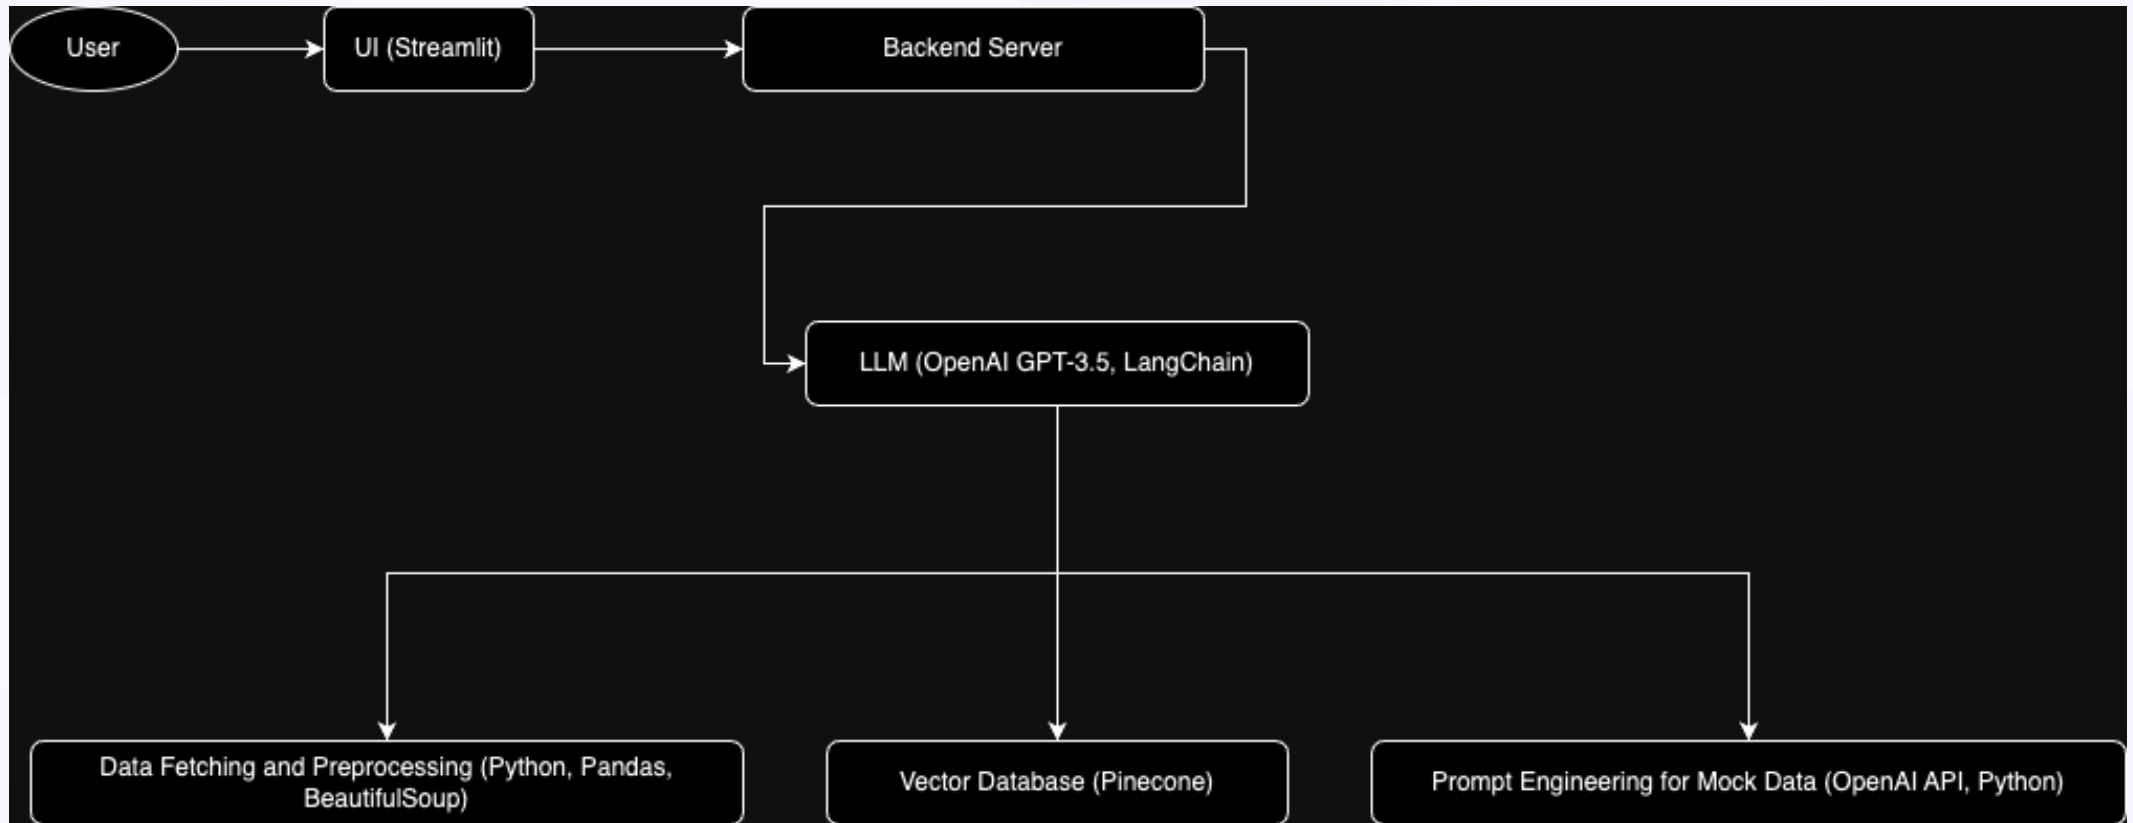 User
UI (Streamlit)
Backend Server
LLM (OpenAI GPT-3.5, LangChain)
Data Fetching and Preprocessing (Python, Pandas,
BeautifulSoup)
Vector Database (Pinecone)
Prompt Engineering for Mock Data (OpenAI API, Python)